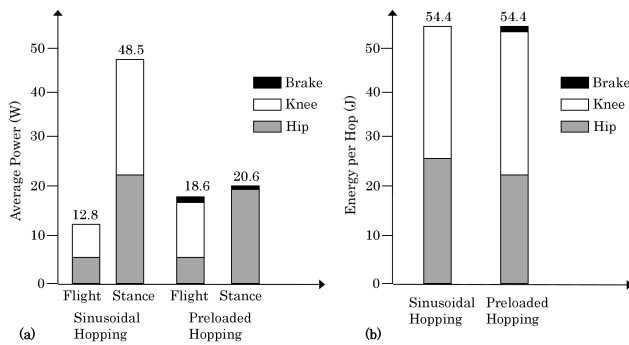 54.4 54.4
48.5
50 50
Brake Brake
40 Knee 40 Knee
Hip Hip
Average Power (W) Energy per Hop (J)
30 30
20 18.6 20.6 20
12.8
10 10
0 0
Flight Stance Flight Stance
Sinusoidal Preloaded Sinusoidal Preloaded
Hopping Hopping Hopping Hopping
(a) (b)